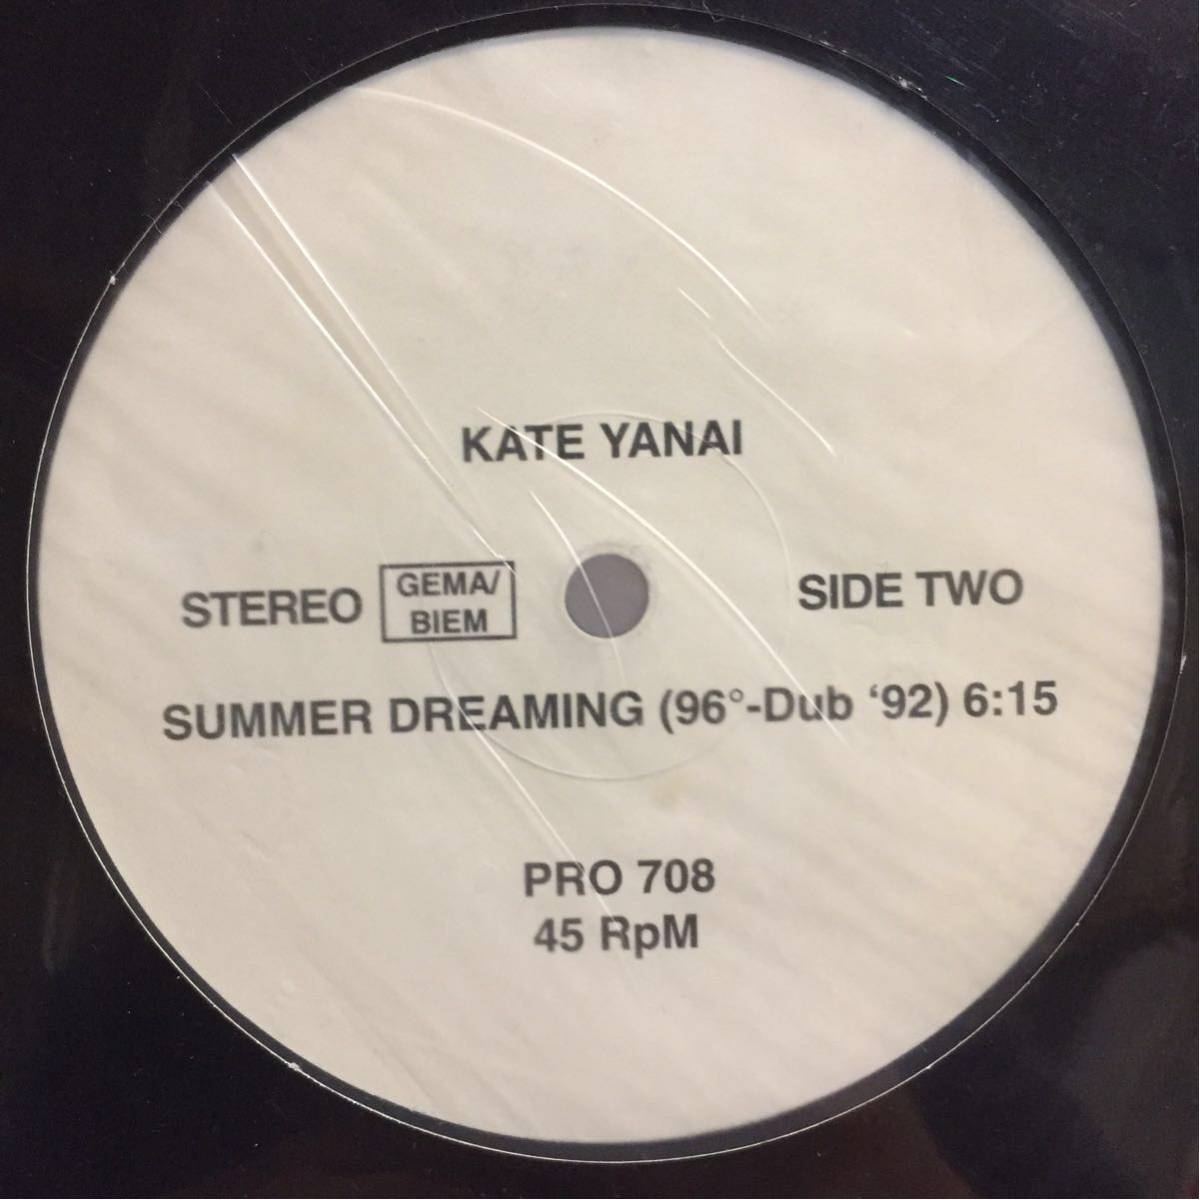 KATE YANAI
STEREO
GEMA/
BIEM
SIDE TWO
SUMMER DREAMING (96°-Dub ‘92) 6:15
PRO 708
45 RpM